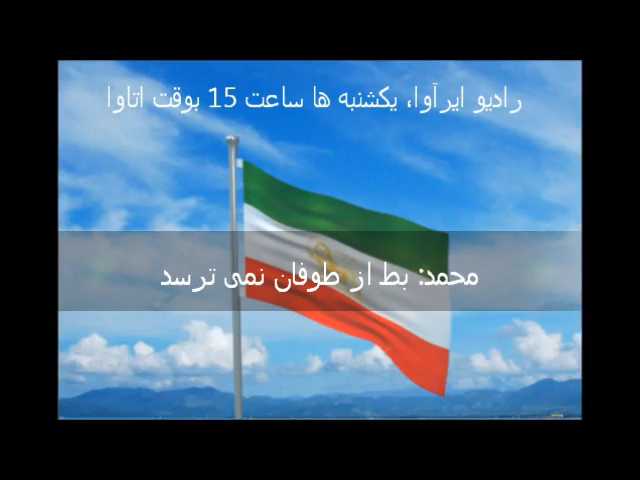 رادیو ایرآوا، یکشنبه ها ساعت 15 بوقت اتاوا
محمد: بط از طوفان نمی ترسد